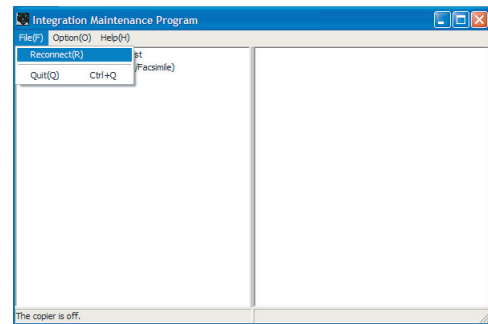 Integration Maintenance Program
File(F) Option(O) Help(H)
Reconnect(R)
st
/Facsimile)
Quit(Q) Ctrl+Q
The copier is off.